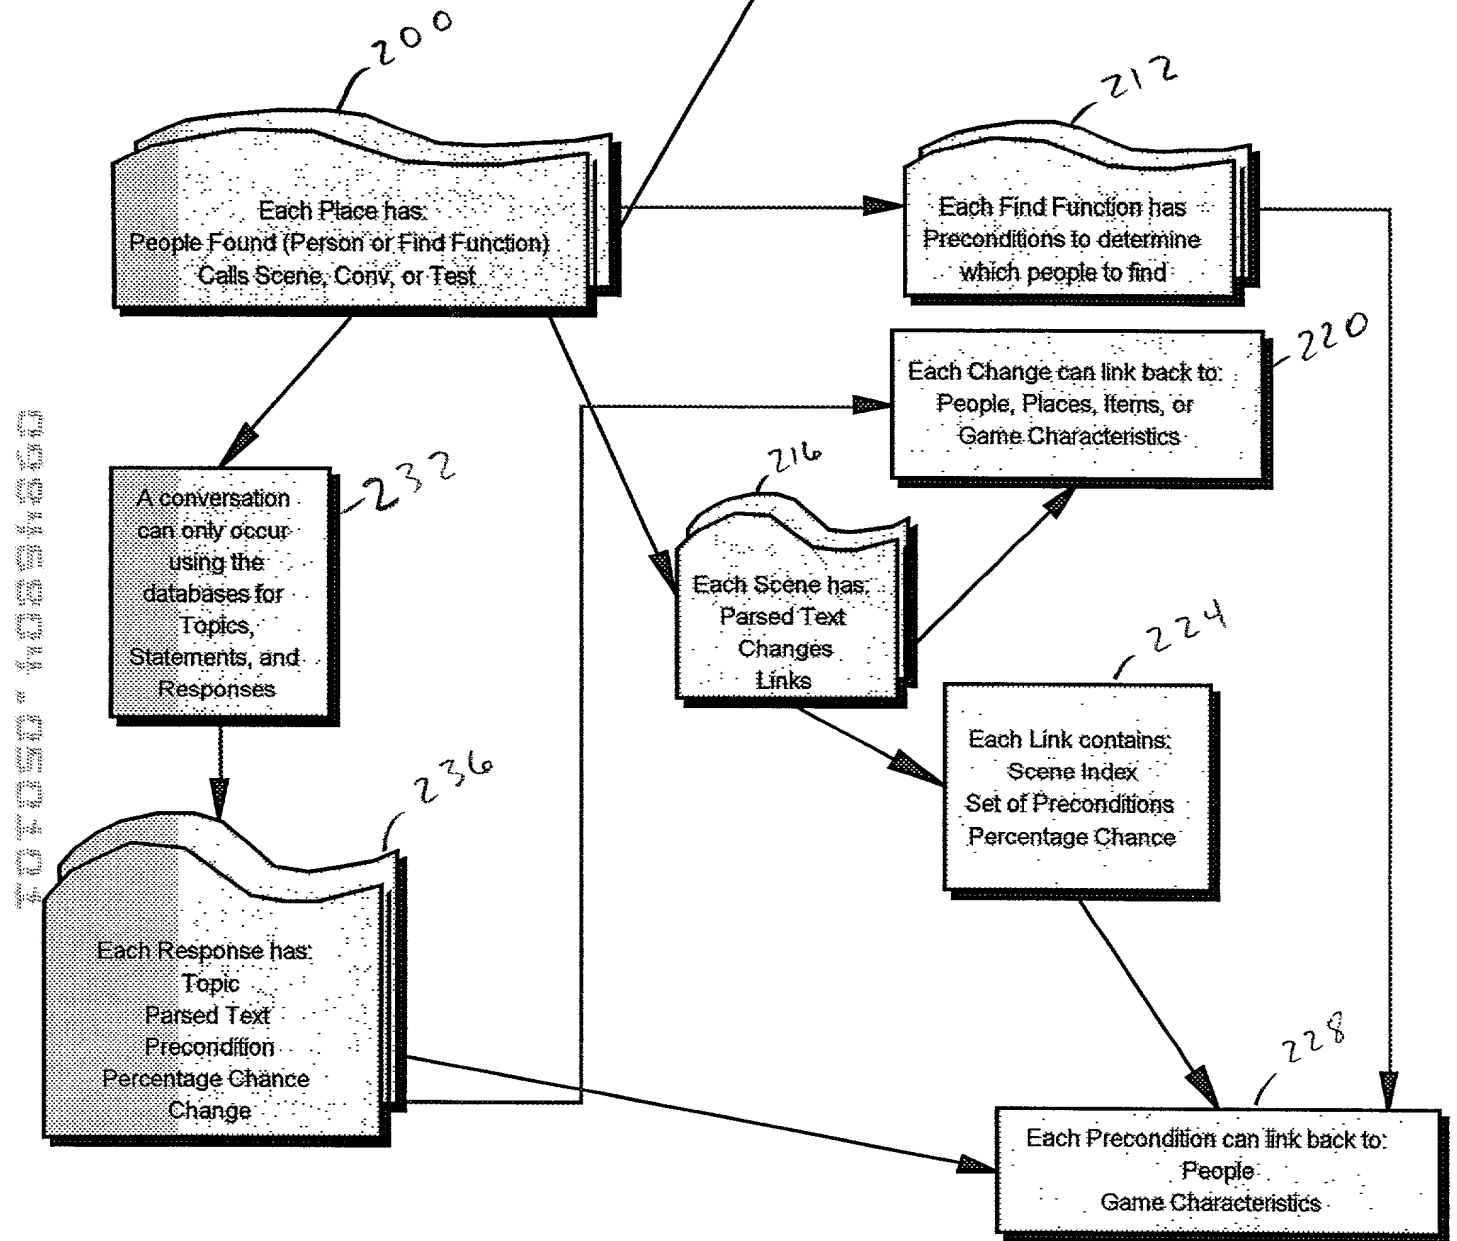 200
212
Each Place has:
People Found (Person or Find Function)
Calls Scene, Conv, or Test
Each Find Function has
Preconditions to determine
which people to find
220
Each Change can link back to:
People, Places, Items, or
Game Characteristics
232
A conversation
can only occur
using the
databases for
Topics,
Statements, and
Responses
216
Each Scene has:
Parsed Text
Changes
Links
224
Each Link contains:
Scene Index
Set of Preconditions
Percentage Chance
236
Each Response has:
Topic
Parsed Text
Precondition
Percentage Chance
Change
228
Each Precondition can link back to:
People
Game Characteristics